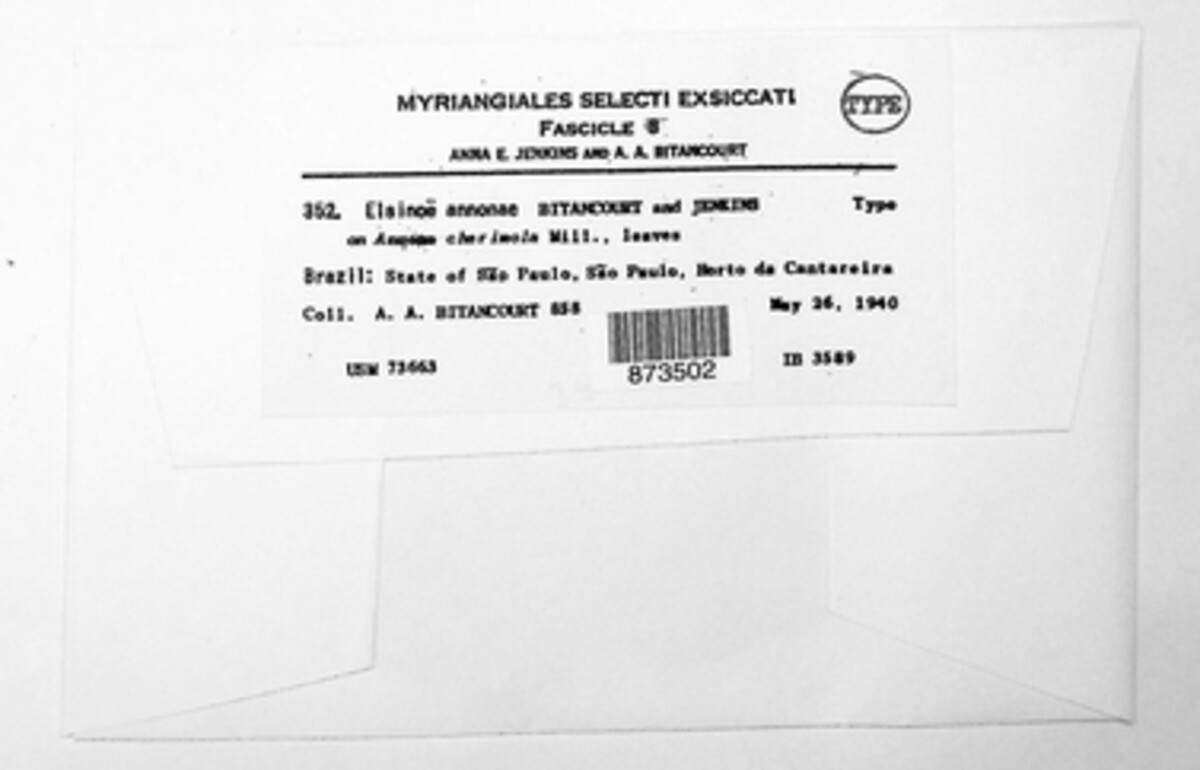 MYRIANGIALES SELECTI EXSICCATI
FASCICLE 8
TYPE
ANNA E. JENKINS AND A. A. BITANCOURT
352. Elsinoë annonae BITANCOURT and JENKINS Type
on Annona cherimola Mill., leaves
Brazil: State of São Paulo, São Paulo, Horto da Cantareira
Coll. A. A. BITANCOURT 858 May 26, 1940
873502
USM 73663 IB 3589